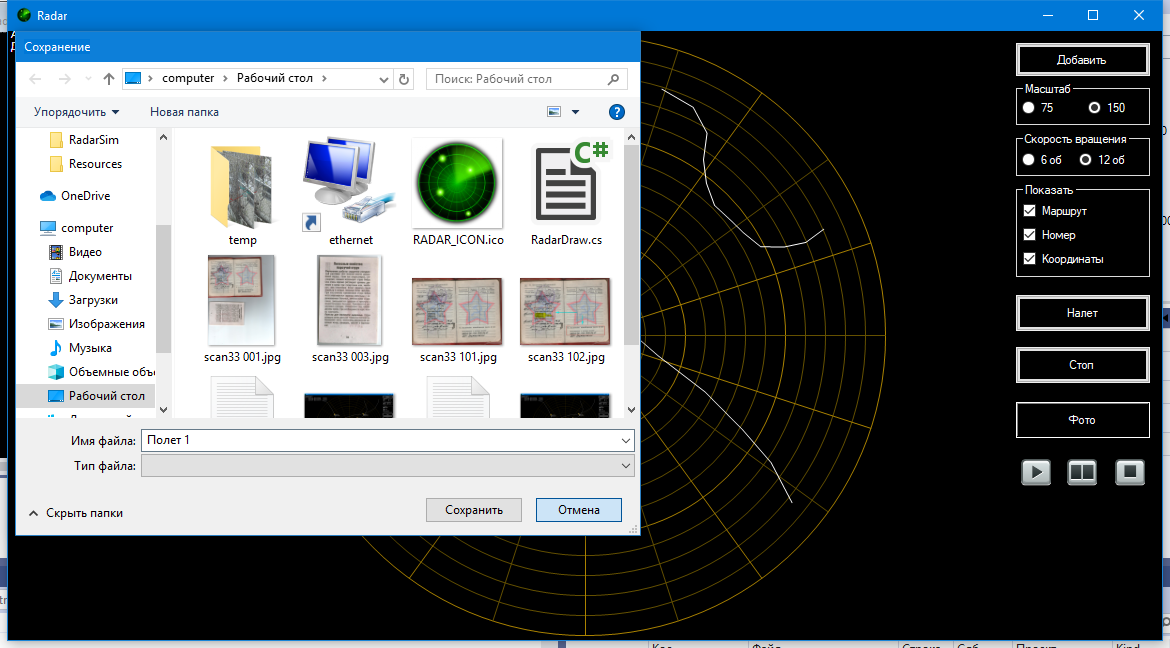 Radar
Сохранение
computer
Рабочий стол
Поиск: Рабочий стол
Упорядочить
Новая папка
?
RadarSim
Resources
OneDrive
computer
Видео
Документы
Загрузки
Изображения
Музыка
Объемные объ
Рабочий стол
temp
ethernet
RADAR_ICON.ico
C#
RadarDraw.cs
scan33 001.jpg
scan33 003.jpg
scan33 101.jpg
scan33 102.jpg
Имя файла:
Полет 1
Тип файла:
Скрыть папки
Сохранить
Отмена
Добавить
Масштаб
75
150
Скорость вращения
6 об
12 об
Показать
Маршрут
Номер
Координаты
Налет
Стоп
Фото